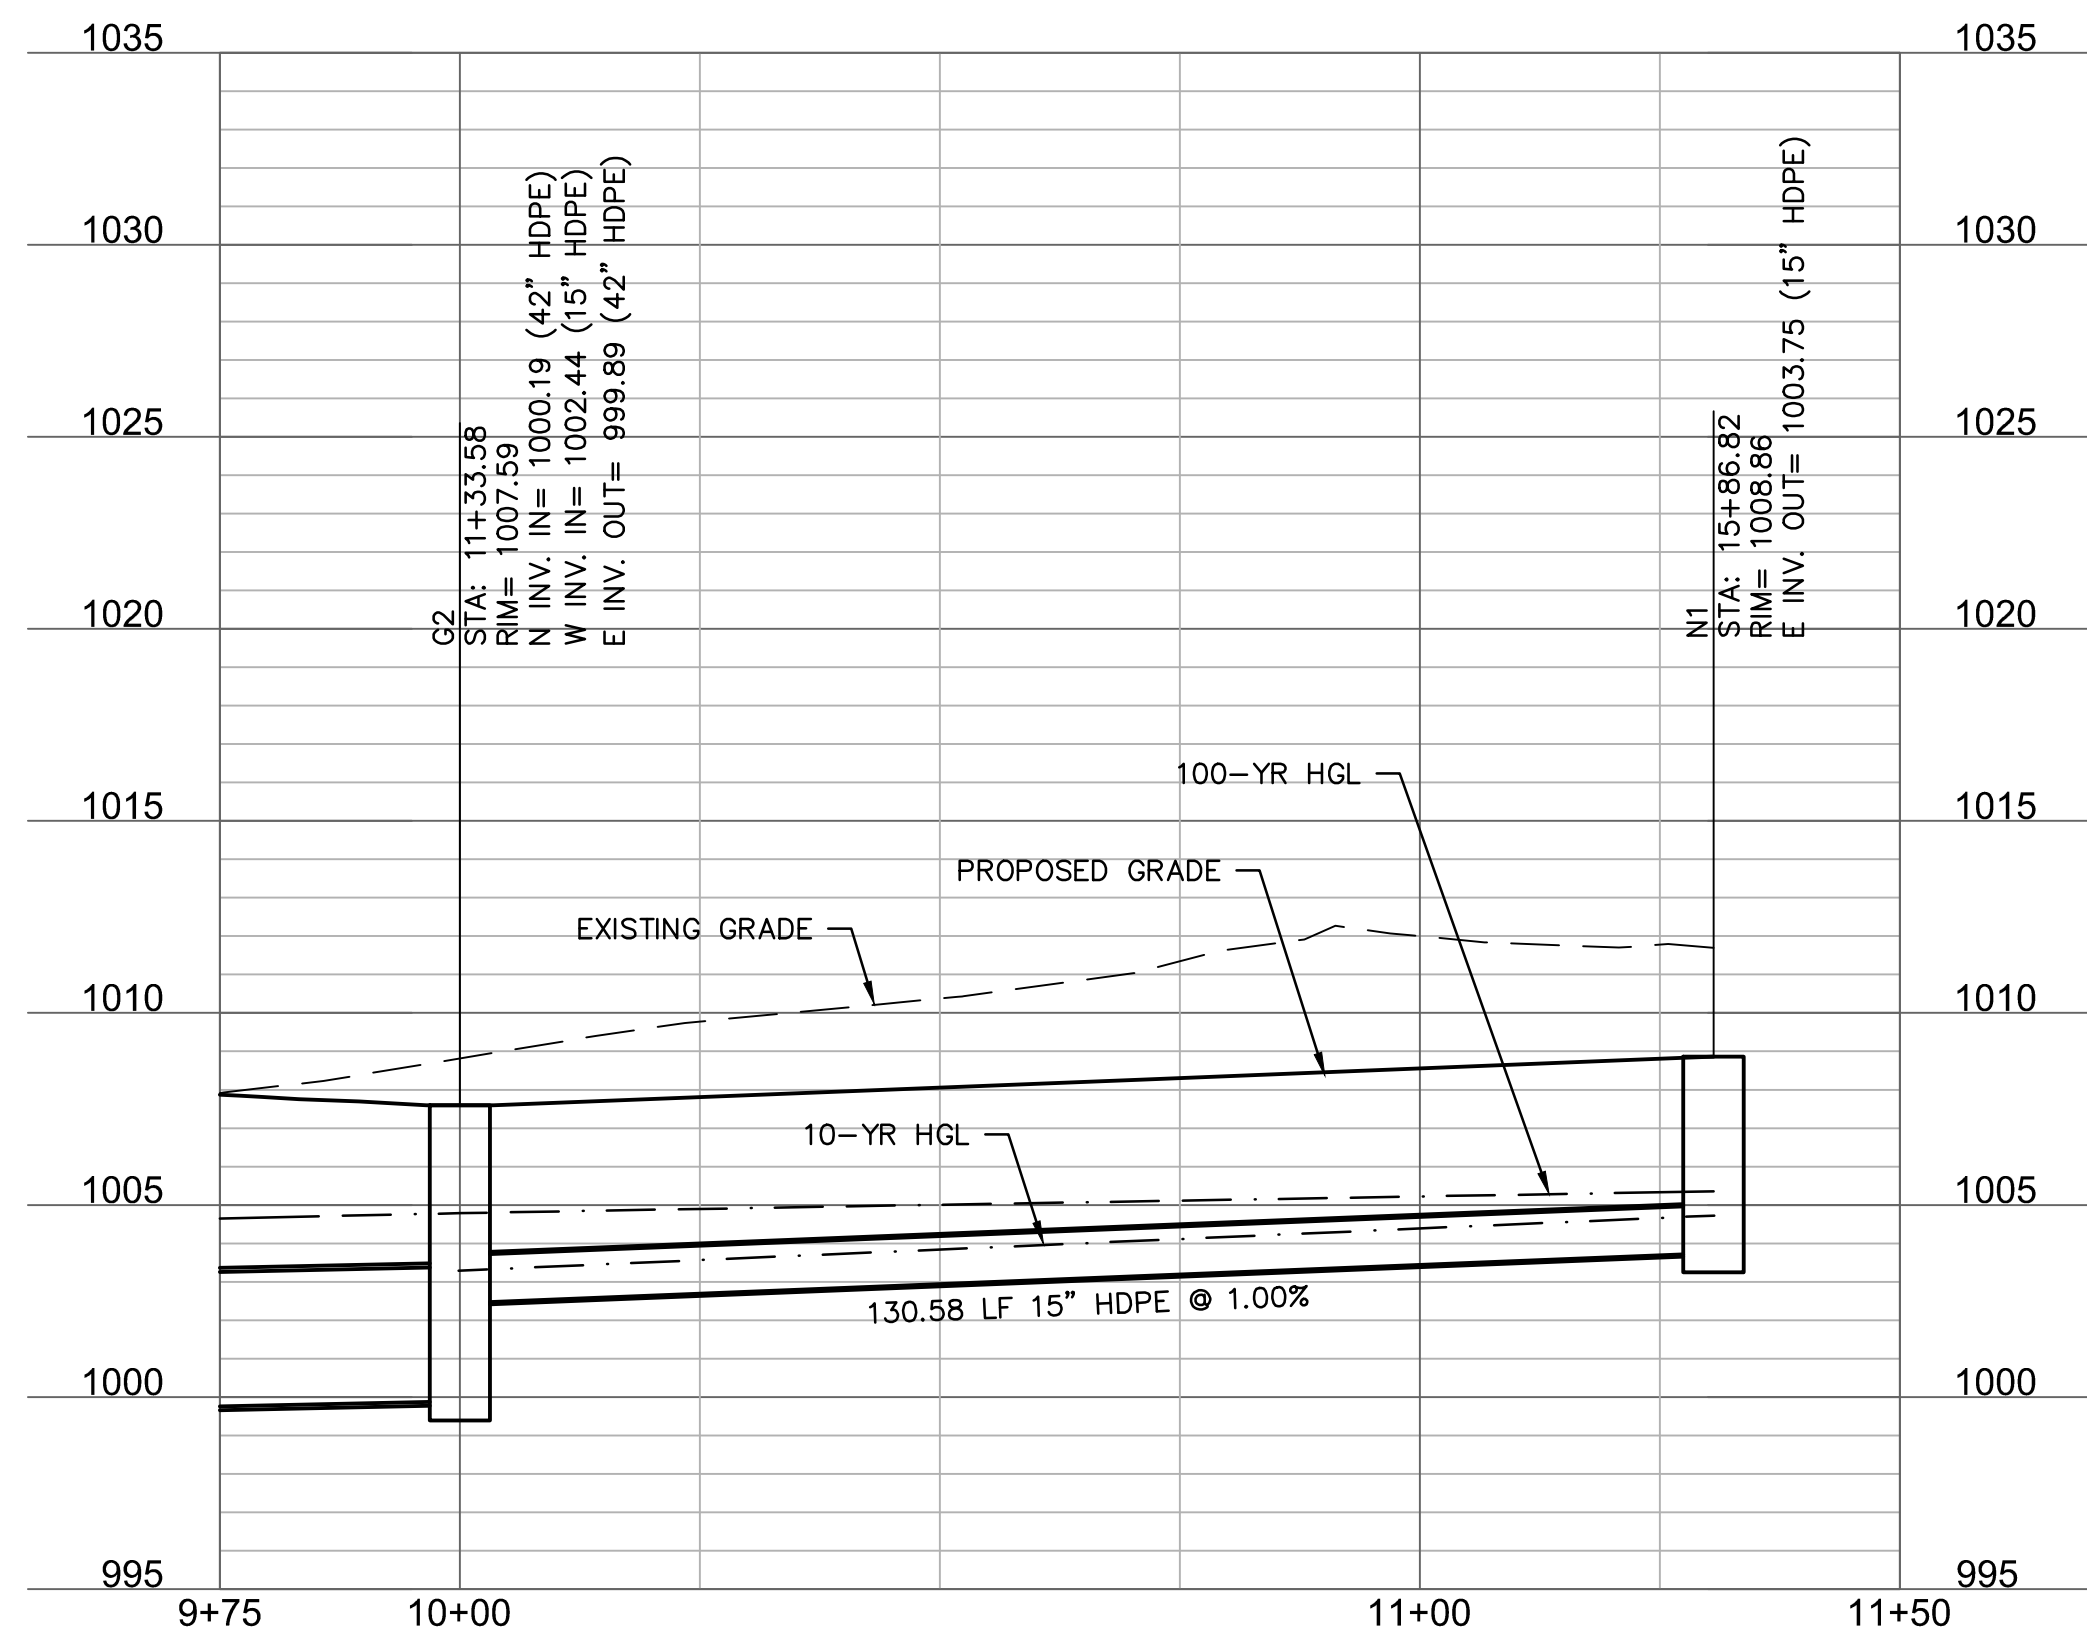 1035
1035
1030
1030
1025
1025
1020
1020
1015
1015
1010
1010
1005
1005
1000
1000
995
995
G2
STA: 11+33.58
RIM= 1007.59
N INV. IN= 1000.19 (42" HDPE)
W INV. IN= 1002.44 (15" HDPE)
E INV. OUT= 999.89 (42" HDPE)
N1
STA: 15+86.82
RIM= 1008.86
E INV. OUT= 1003.75 (15" HDPE)
100-YR HGL
PROPOSED GRADE
EXISTING GRADE
10-YR HGL
130.58 LF 15" HDPE @ 1.00%
9+75
10+00
11+00
11+50